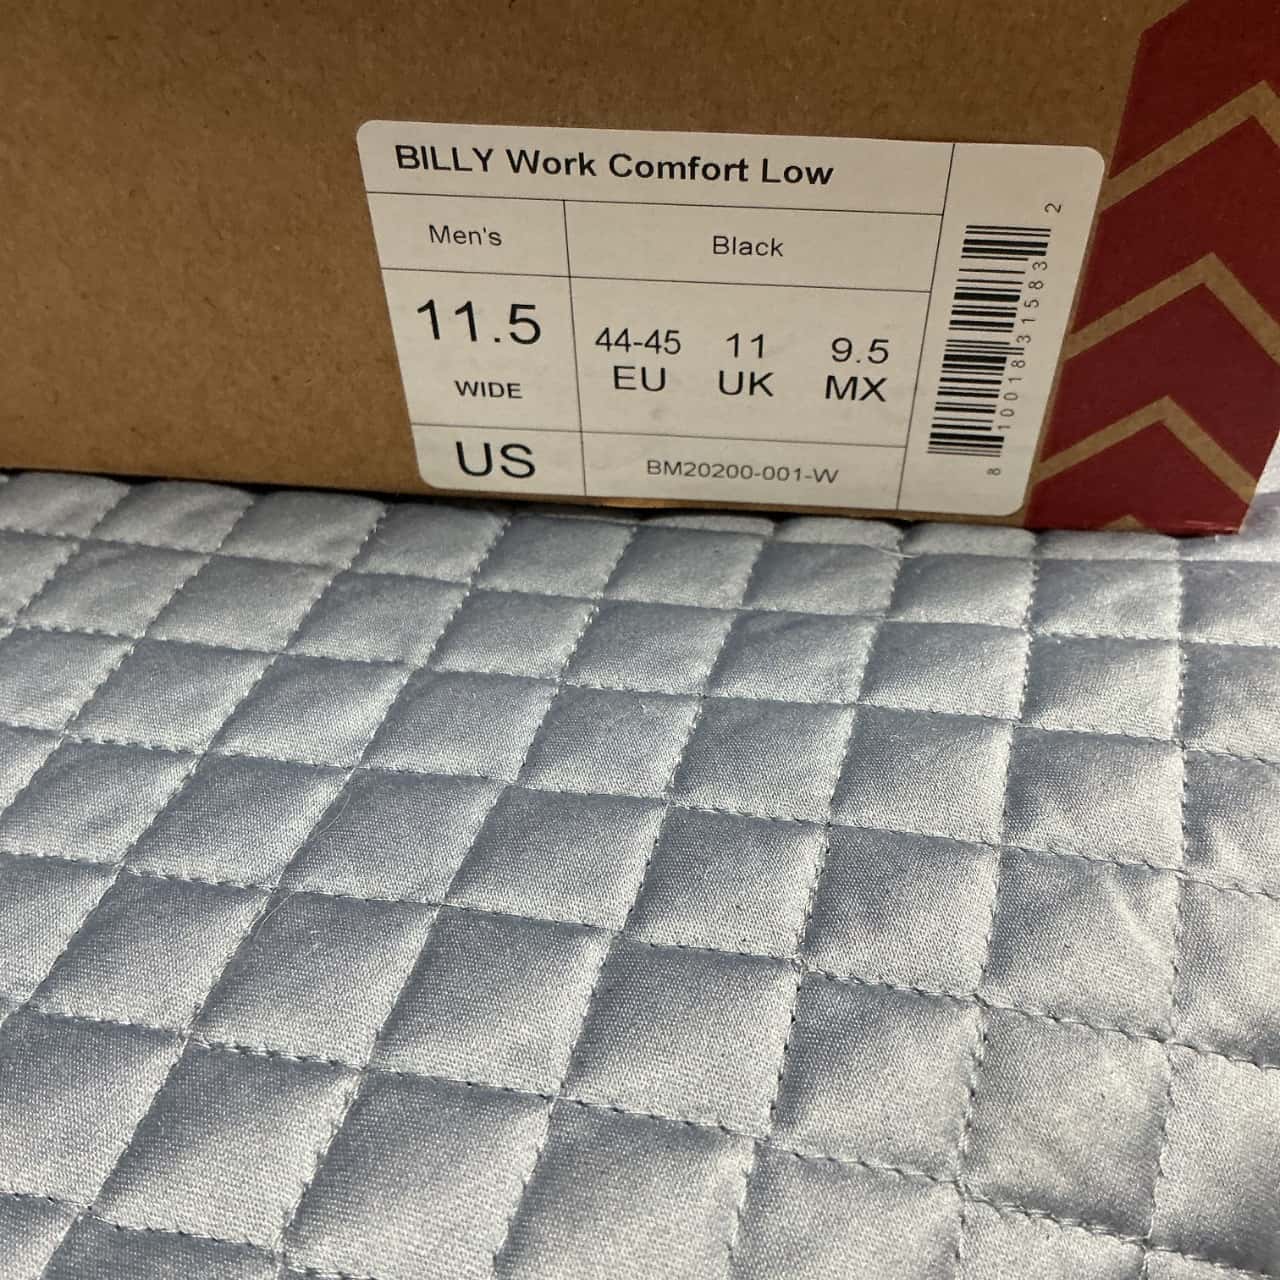 BILLY Work Comfort Low
Men's
Black
11.5
WIDE
US
44-45 11 9.5
EU UK MX
BM20200-001-W
8 10018 31583 2